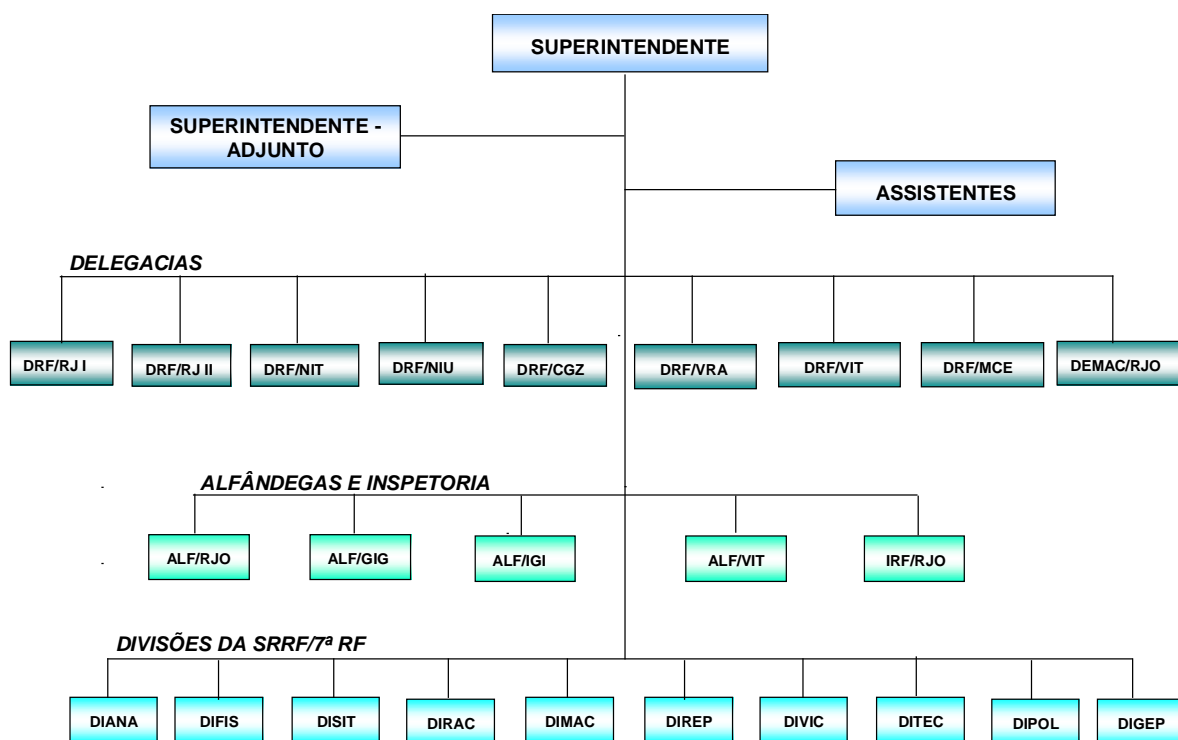 SUPERINTENDENTE
SUPERINTENDENTE -
ADJUNTO
ASSISTENTES
DELEGACIAS
DRF/RJ I
DRF/RJ II
DRF/NIT
DRF/NIU
DRF/CGZ
DRF/VRA
DRF/VIT
DRF/MCE
DEMAC/RJO
ALFÂNDEGAS E INSPETORIA
ALF/RJO
ALF/GIG
ALF/IGI
ALF/VIT
IRF/RJO
DIVISÕES DA SRRF/7ª RF
DIANA
DIFIS
DISIT
DIRAC
DIMAC
DIREP
DIVIC
DITEC
DIPOL
DIGEP